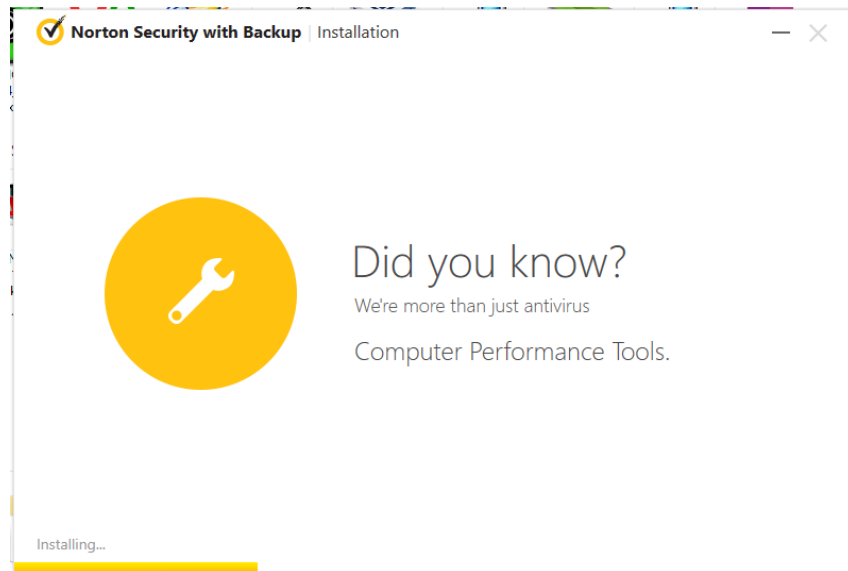 Norton Security with Backup | Installation
Did you know?
We're more than just antivirus
Computer Performance Tools.
Installing...